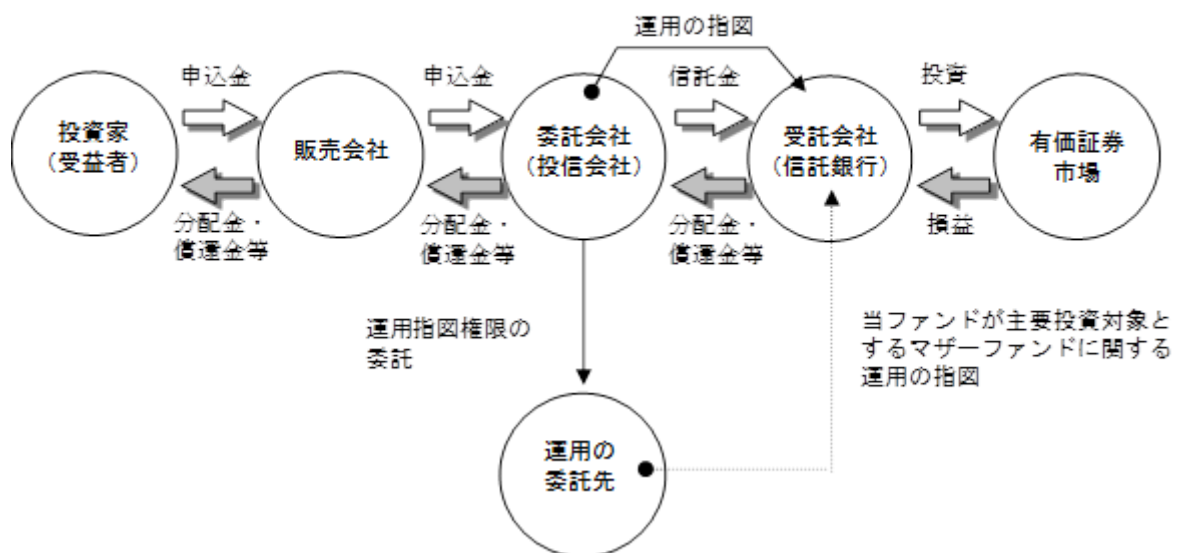 運用の指図
申込金
申込金
信託金
投資
投資家
（受益者）
販売会社
委託会社
（投信会社）
受託会社
（信託銀行）
有価証券
市場
分配金・
償還金等
分配金・
償還金等
分配金・
償還金等
損益
運用指図権限の
委託
当ファンドが主要投資対象と
するマザーファンドに関する
運用の指図
運用の
委託先